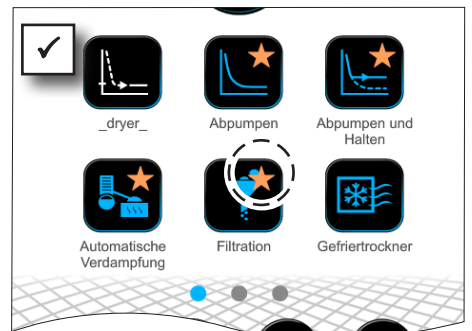 _dryer_
Abpumpen
Abpumpen und
Halten
Automatische
Verdampfung
Filtration
Gefriertrockner